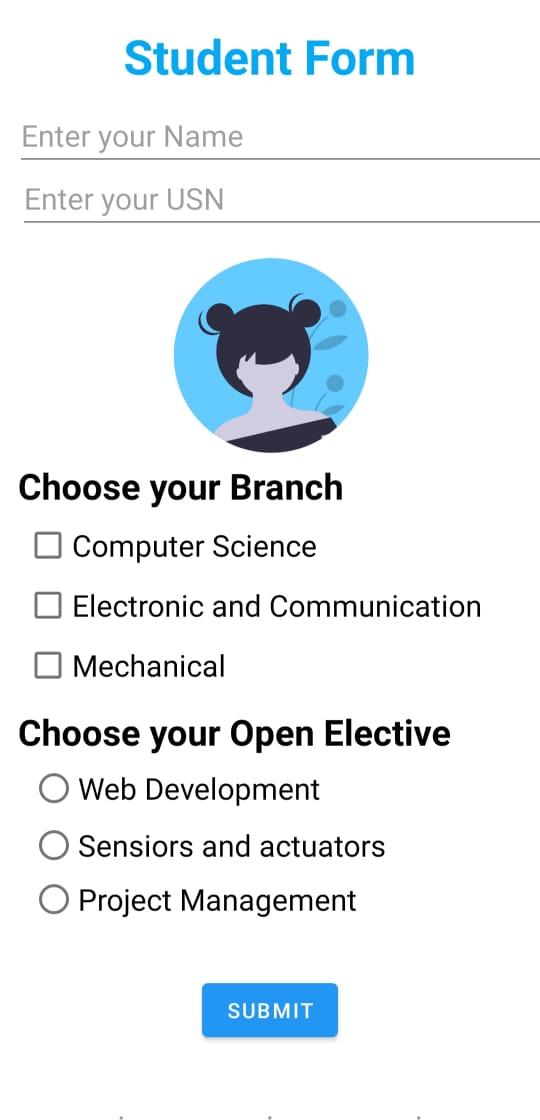 Student Form
Enter your Name
Enter your USN
Choose your Branch
Computer Science
Electronic and Communication
Mechanical
Choose your Open Elective
Web Development
Sensiors and actuators
Project Management
SUBMIT